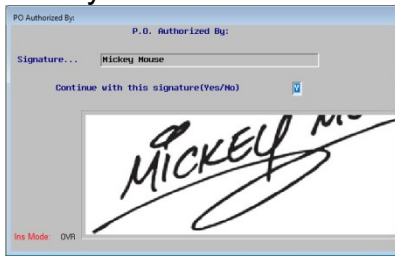 PO Authorized By:
P.O. Authorized By:
Signature... Mickey Mouse
Continue with this signature(Yes/No) Y
MICKEY
Ins Mode: OVR